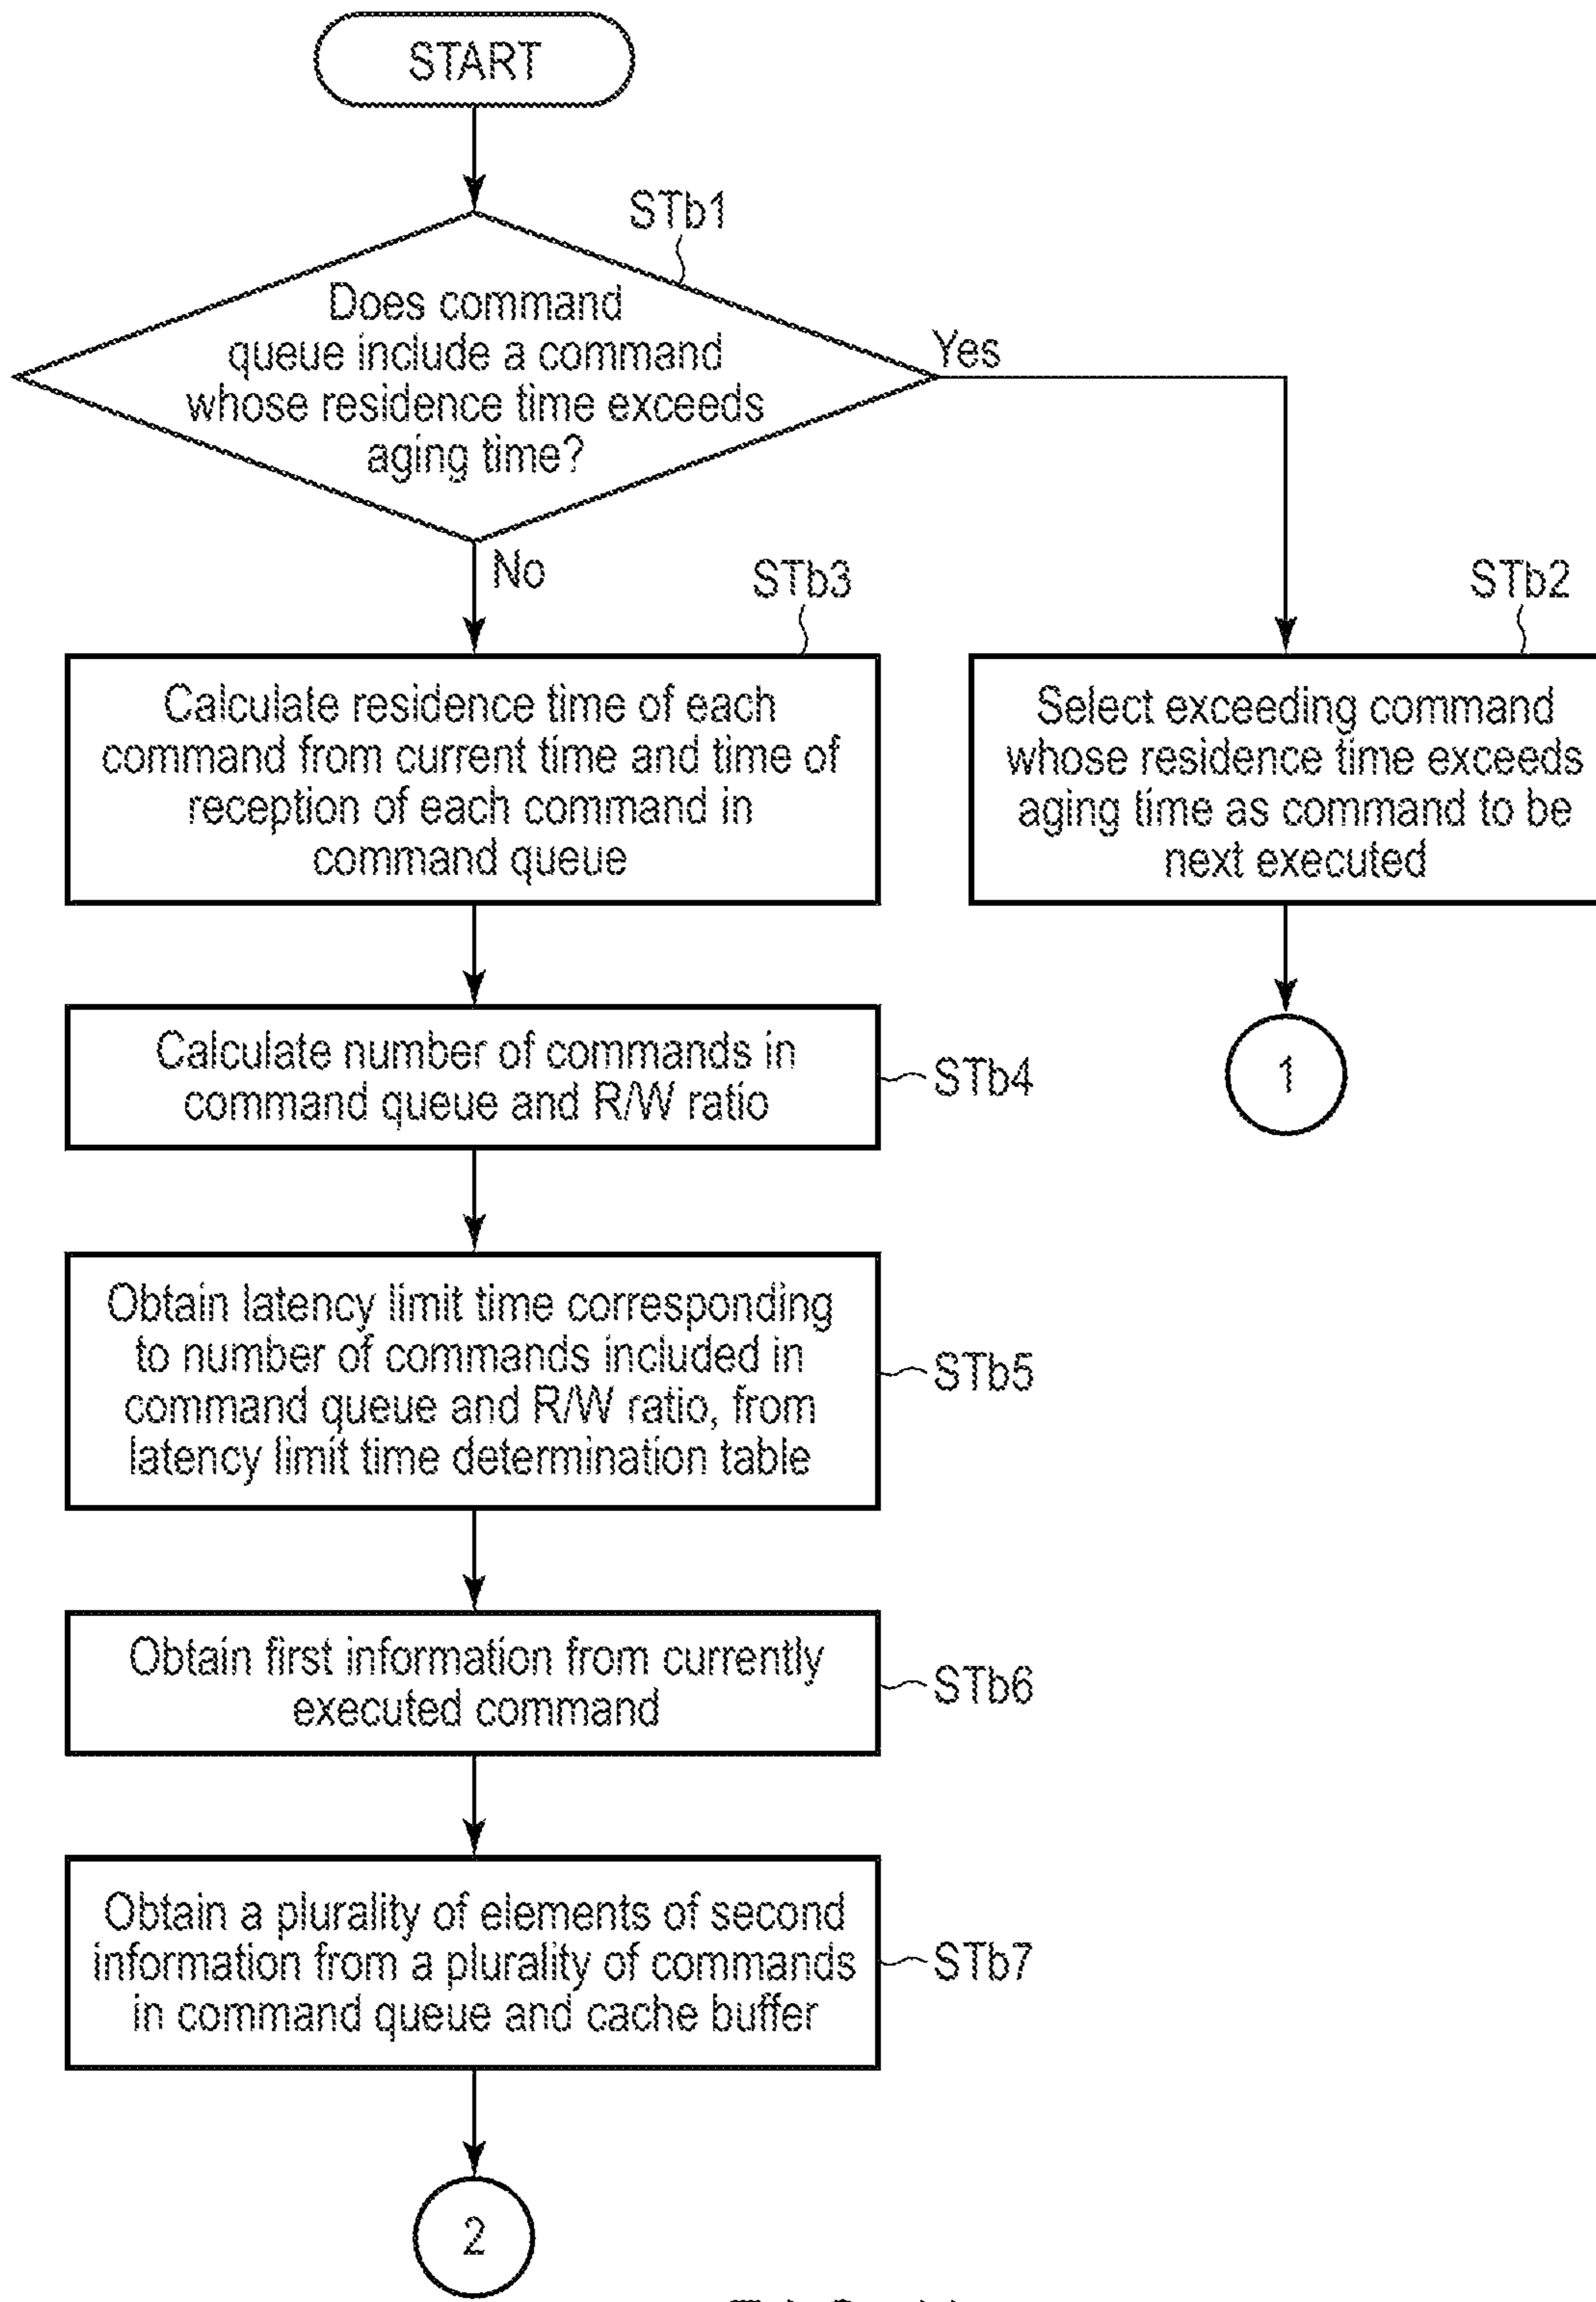 START
STb1
Does command
queue include a command
whose residence time exceeds
aging time?
Yes
No
STb3
STb2
Calculate residence time of each
command from current time and time of
reception of each command in
command queue
Select exceeding command
whose residence time exceeds
aging time as command to be
next executed
Calculate number of commands in
command queue and R/W ratio
STb4
1
Obtain latency limit time corresponding
to number of commands included in
command queue and R/W ratio, from
latency limit time determination table
STb5
Obtain first information from currently
executed command
STb6
Obtain a plurality of elements of second
information from a plurality of commands
in command queue and cache buffer
STb7
2